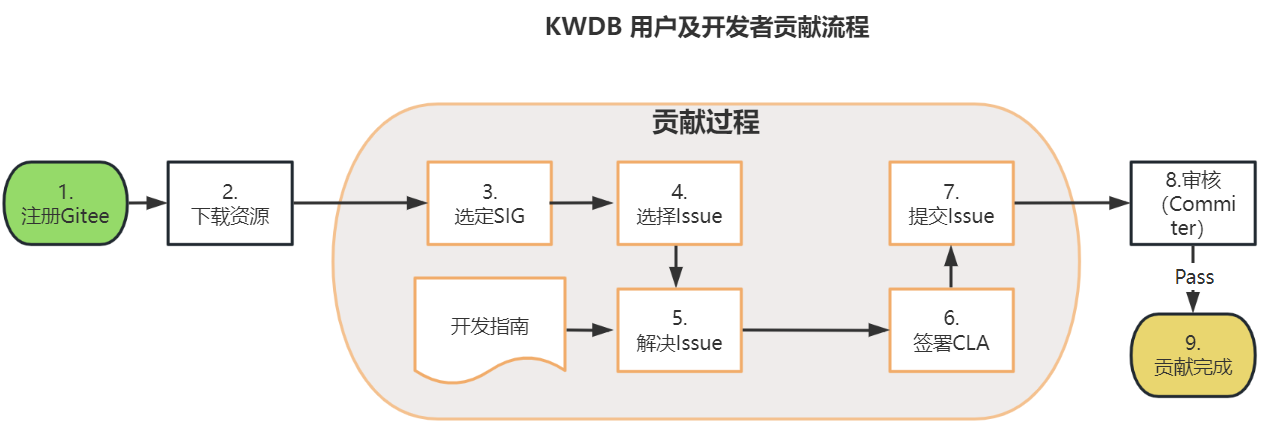 KWDB 用户及开发者贡献流程
贡献过程
1.
注册Gitee
2.
下载资源
3.
选定SIG
4.
选择Issue
开发指南
5.
解决Issue
6.
签署CLA
7.
提交Issue
8.审核
（Commi
ter）
Pass
9.
贡献完成